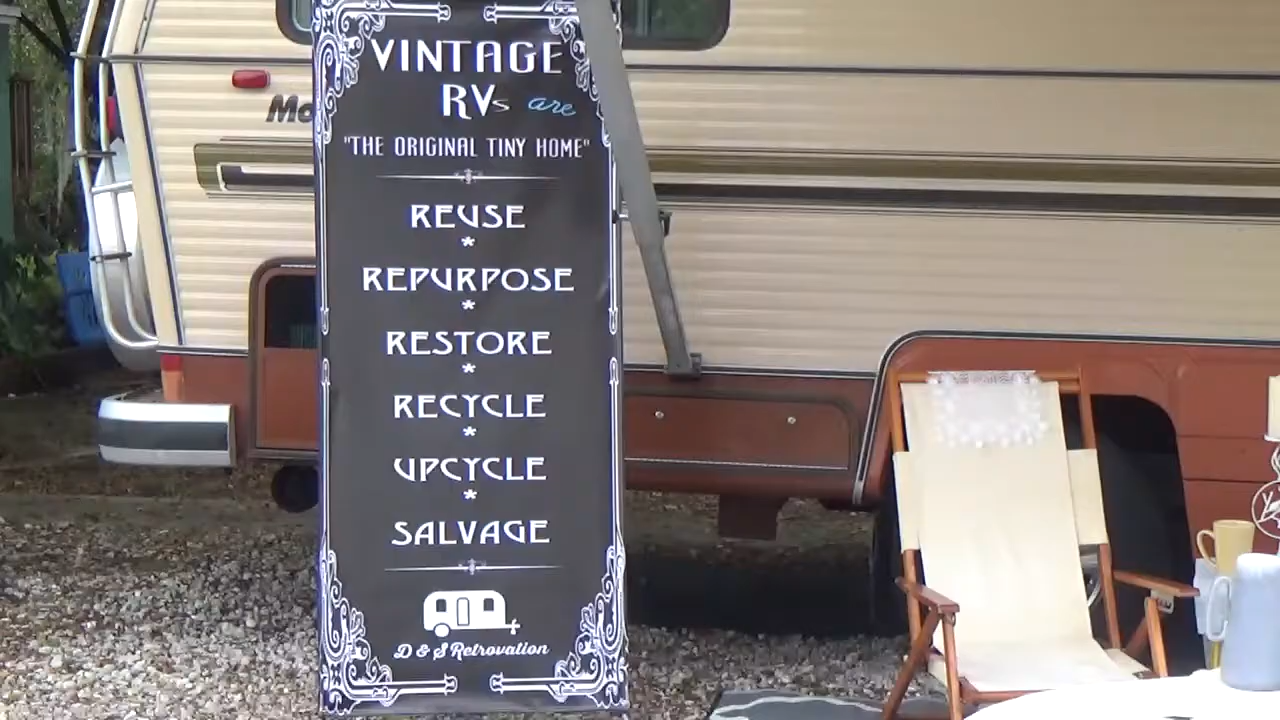 VINTAGE
RVs are
"THE ORIGINAL TINY HOME"
REUSE
*
REPURPOSE
*
RESTORE
*
RECYCLE
*
UPCYCLE
*
SALVAGE
D & S Retrovation